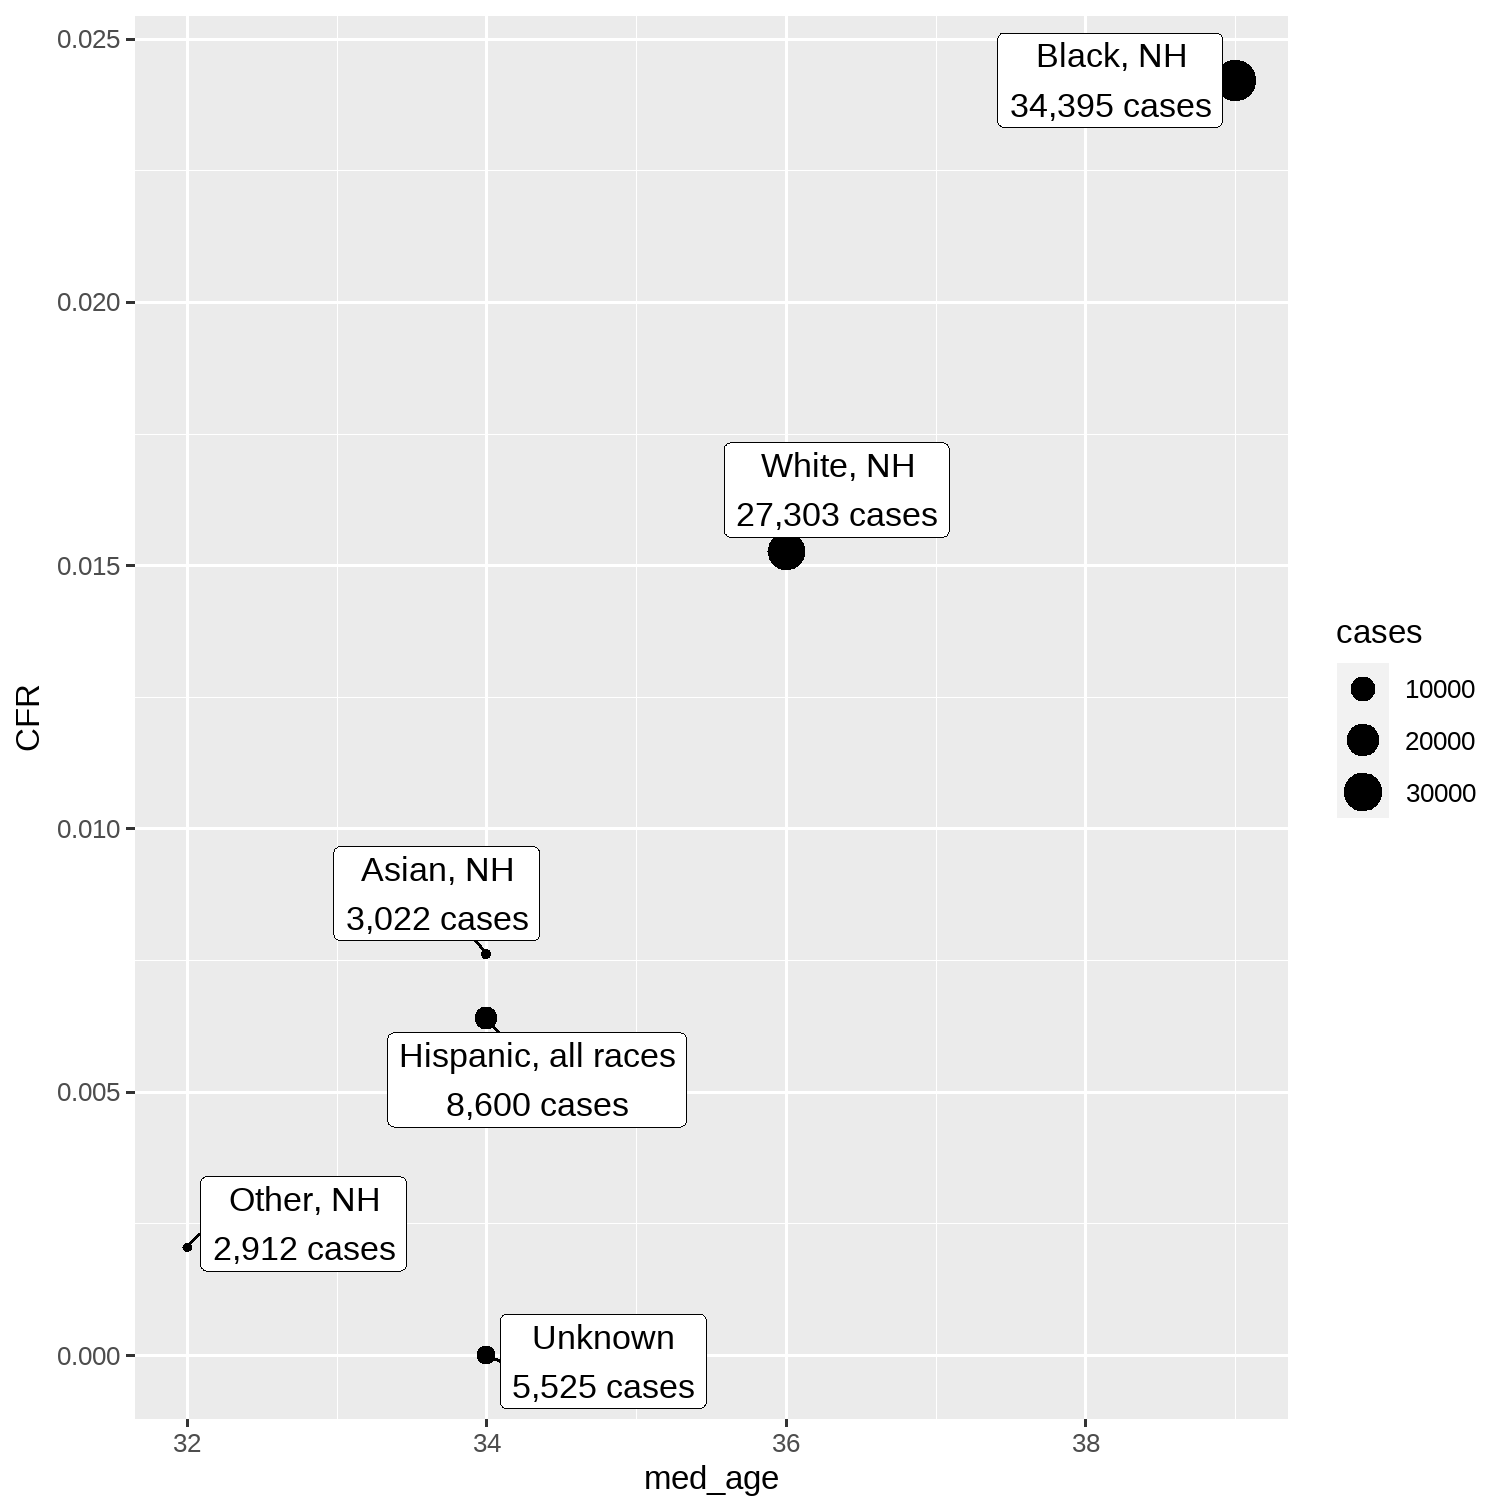 0.025
0.020
0.015
0.010
0.005
0.000
CFR
Black, NH
34,395 cases
White, NH
27,303 cases
Asian, NH
3,022 cases
Hispanic, all races
8,600 cases
Other, NH
2,912 cases
Unknown
5,525 cases
32
34
36
38
med_age
cases
10000
20000
30000